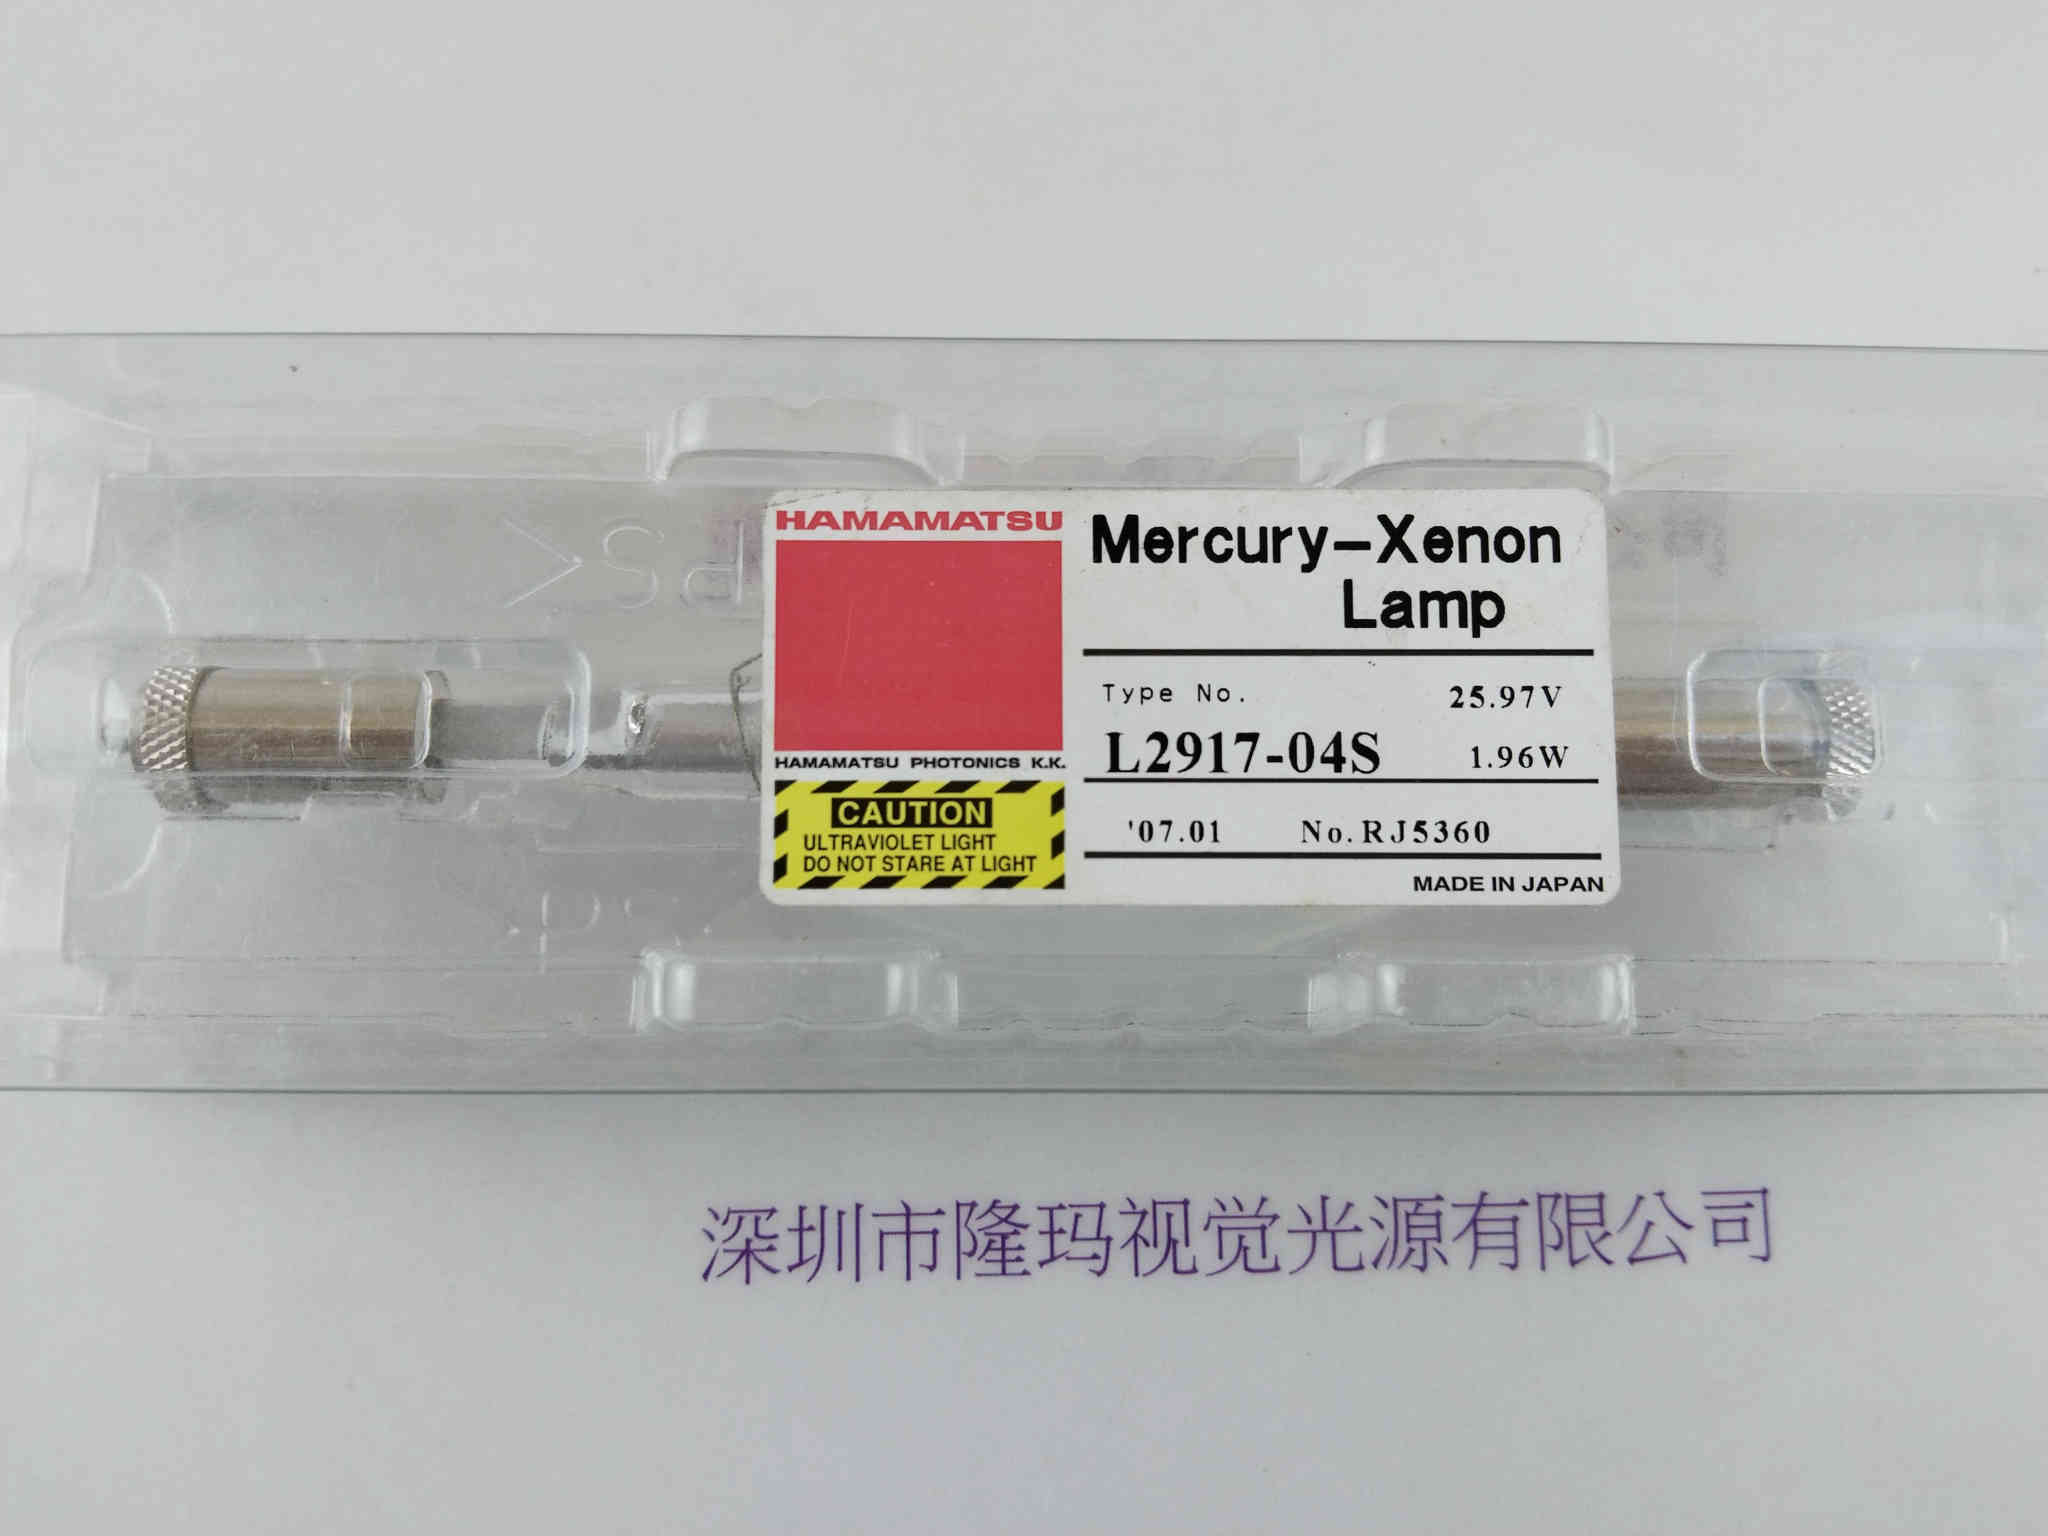 HAMAMATSU
HAMAMATSU PHOTONICS K.K.
CAUTION
ULTRAVIOLET LIGHT
DO NOT STARE AT LIGHT
Mercury-Xenon
Lamp
Type No. 25.97V
L2917-04S 1.96W
'07.01 No.RJ5360
MADE IN JAPAN
PS
深圳市隆玛视觉光源有限公司